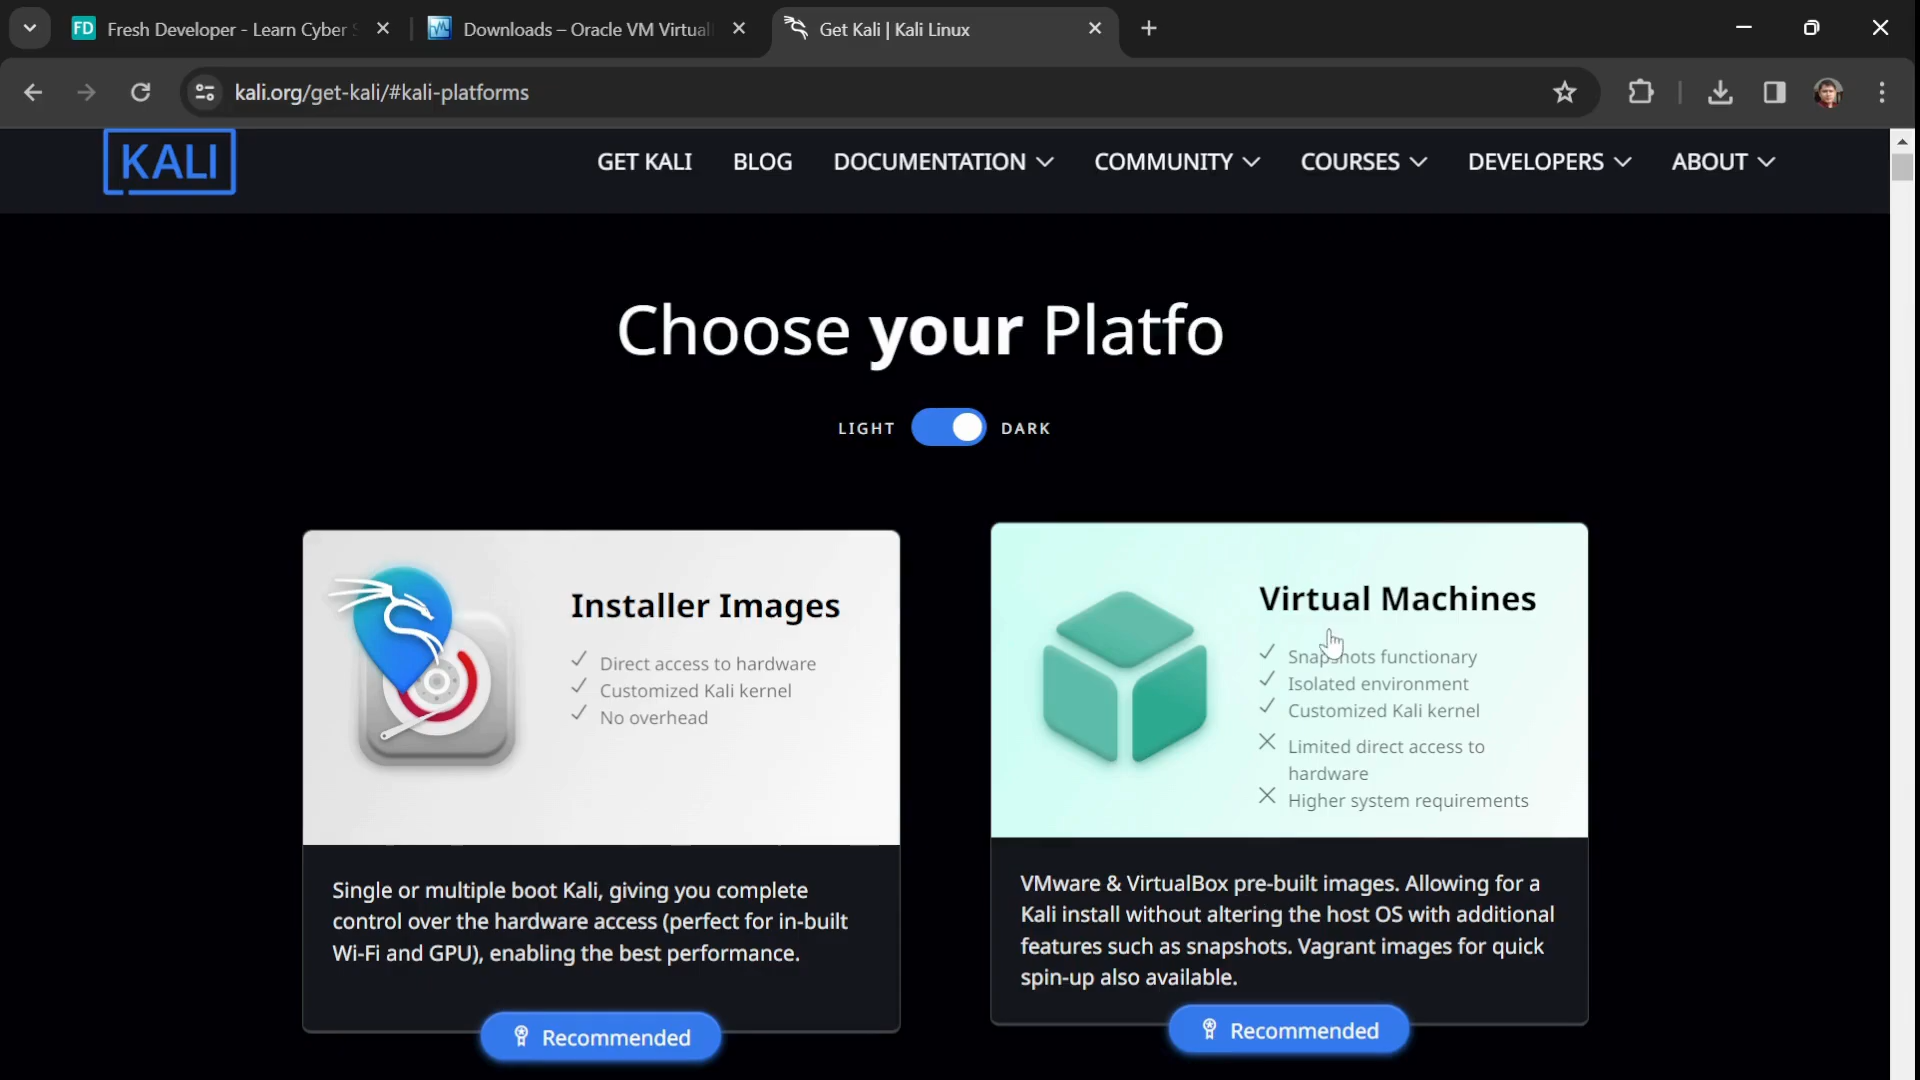 Fresh Developer - Learn Cyber
Downloads – Oracle VM Virtual
Get Kali | Kali Linux
kali.org/get-kali/#kali-platforms
KALI
GET KALI
BLOG
DOCUMENTATION
COMMUNITY
COURSES
DEVELOPERS
ABOUT
Choose your Platfo
LIGHT
DARK
Installer Images
Direct access to hardware
Customized Kali kernel
No overhead
Single or multiple boot Kali, giving you complete
control over the hardware access (perfect for in-built
Wi-Fi and GPU), enabling the best performance.
Recommended
Virtual Machines
Snapshots functionary
Isolated environment
Customized Kali kernel
Limited direct access to
hardware
Higher system requirements
VMware & VirtualBox pre-built images. Allowing for a
Kali install without altering the host OS with additional
features such as snapshots. Vagrant images for quick
spin-up also available.
Recommended